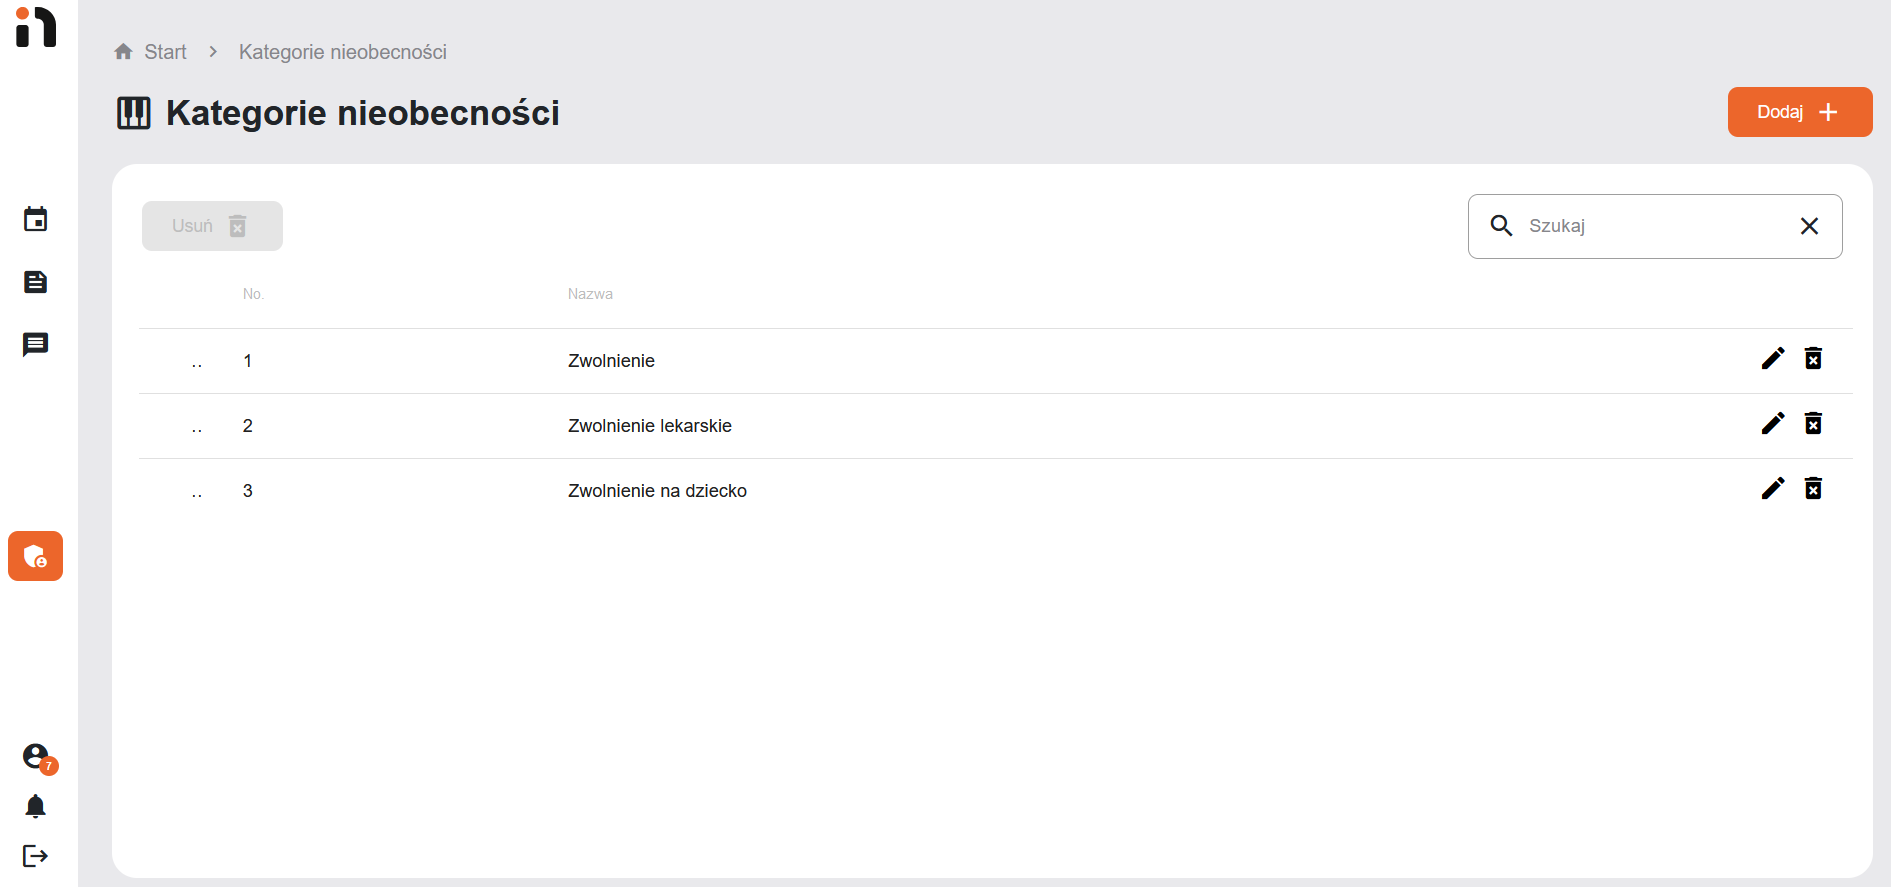 in
Start > Kategorie nieobecności
Kategorie nieobecności
Dodaj +
Usuń
Szukaj
No. Nazwa
.. 1 Zwolnienie
.. 2 Zwolnienie lekarskie
.. 3 Zwolnienie na dziecko
7